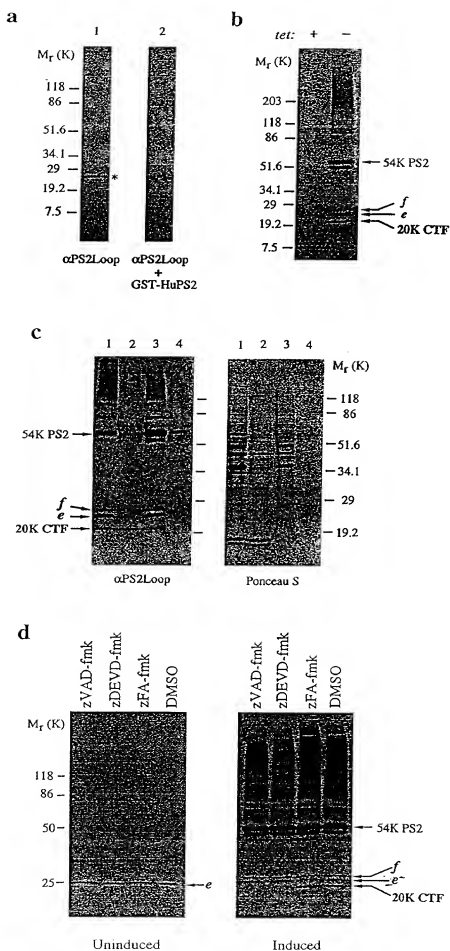 a
1 2
Mr (K)
118
86
51.6
34.1
29
19.2
7.5
*
αPS2Loop
αPS2Loop
+
GST-HuPS2
b
tet: + −
Mr (K)
203
118
86
51.6
34.1
29
19.2
7.5
54K PS2
f
e
20K CTF
c
1 2 3 4
54K PS2
f
e
20K CTF
αPS2Loop
1 2 3 4
Mr (K)
118
86
51.6
34.1
29
19.2
Ponceau S
d
zVAD-fmk
zDEVD-fmk
zFA-fmk
DMSO
Mr (K)
118
86
50
25
e
Uninduced
zVAD-fmk
zDEVD-fmk
zFA-fmk
DMSO
54K PS2
f
e
20K CTF
Induced